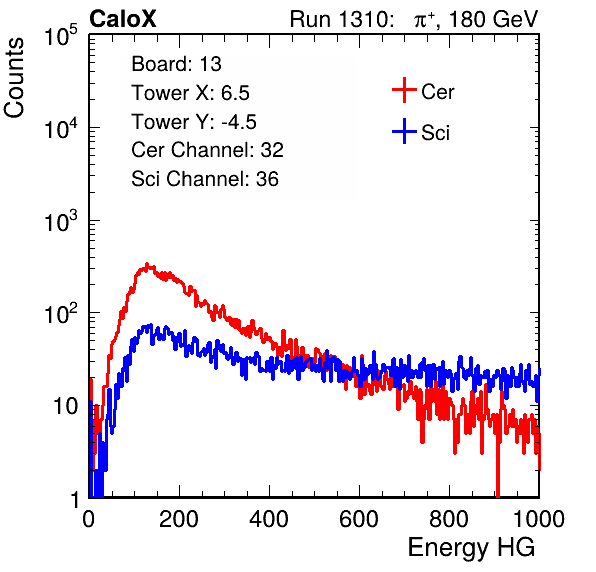 CaloX Run 1310: π⁺, 180 GeV
Counts
10⁵
10⁴
10³
10²
10
1
Board: 13
Tower X: 6.5
Tower Y: -4.5
Cer Channel: 32
Sci Channel: 36
Cer
Sci
0 200 400 600 800 1000
Energy HG